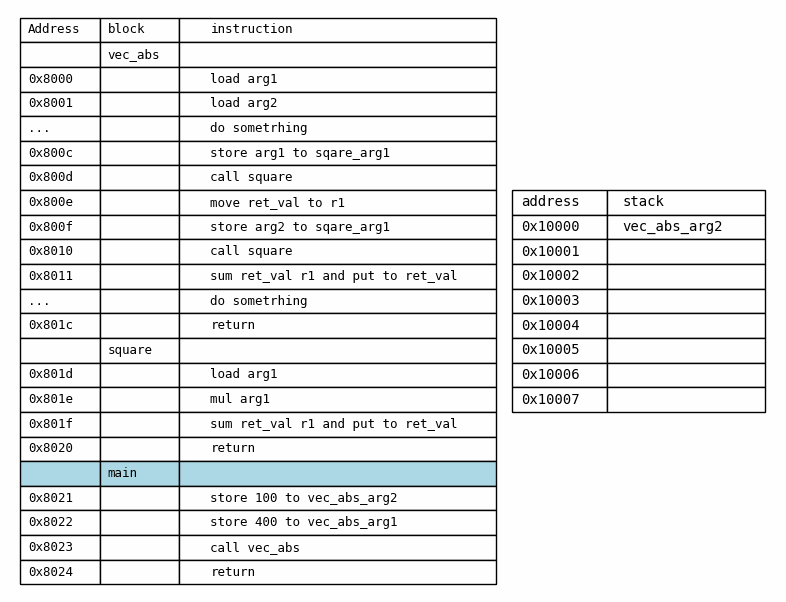 Address block instruction
vec_abs
0x8000 load arg1
0x8001 load arg2
... do sometrhing
0x800c store arg1 to sqare_arg1
0x800d call square
0x800e move ret_val to r1
0x800f store arg2 to sqare_arg1
0x8010 call square
0x8011 sum ret_val r1 and put to ret_val
... do sometrhing
0x801c return
square
0x801d load arg1
0x801e mul arg1
0x801f sum ret_val r1 and put to ret_val
0x8020 return
main
0x8021 store 100 to vec_abs_arg2
0x8022 store 400 to vec_abs_arg1
0x8023 call vec_abs
0x8024 return
address stack
0x10000 vec_abs_arg2
0x10001
0x10002
0x10003
0x10004
0x10005
0x10006
0x10007